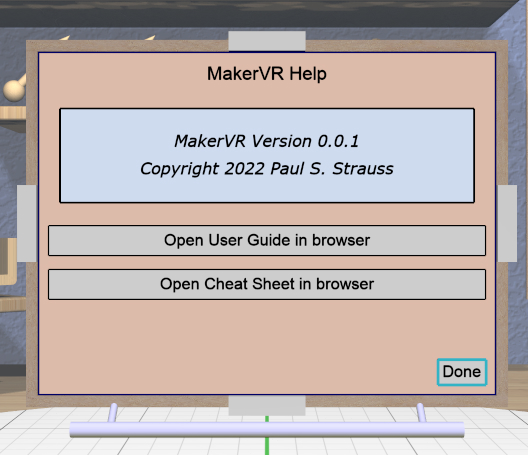 MakerVR Help
MakerVR Version 0.0.1
Copyright 2022 Paul S. Strauss
Open User Guide in browser
Open Cheat Sheet in browser
Done